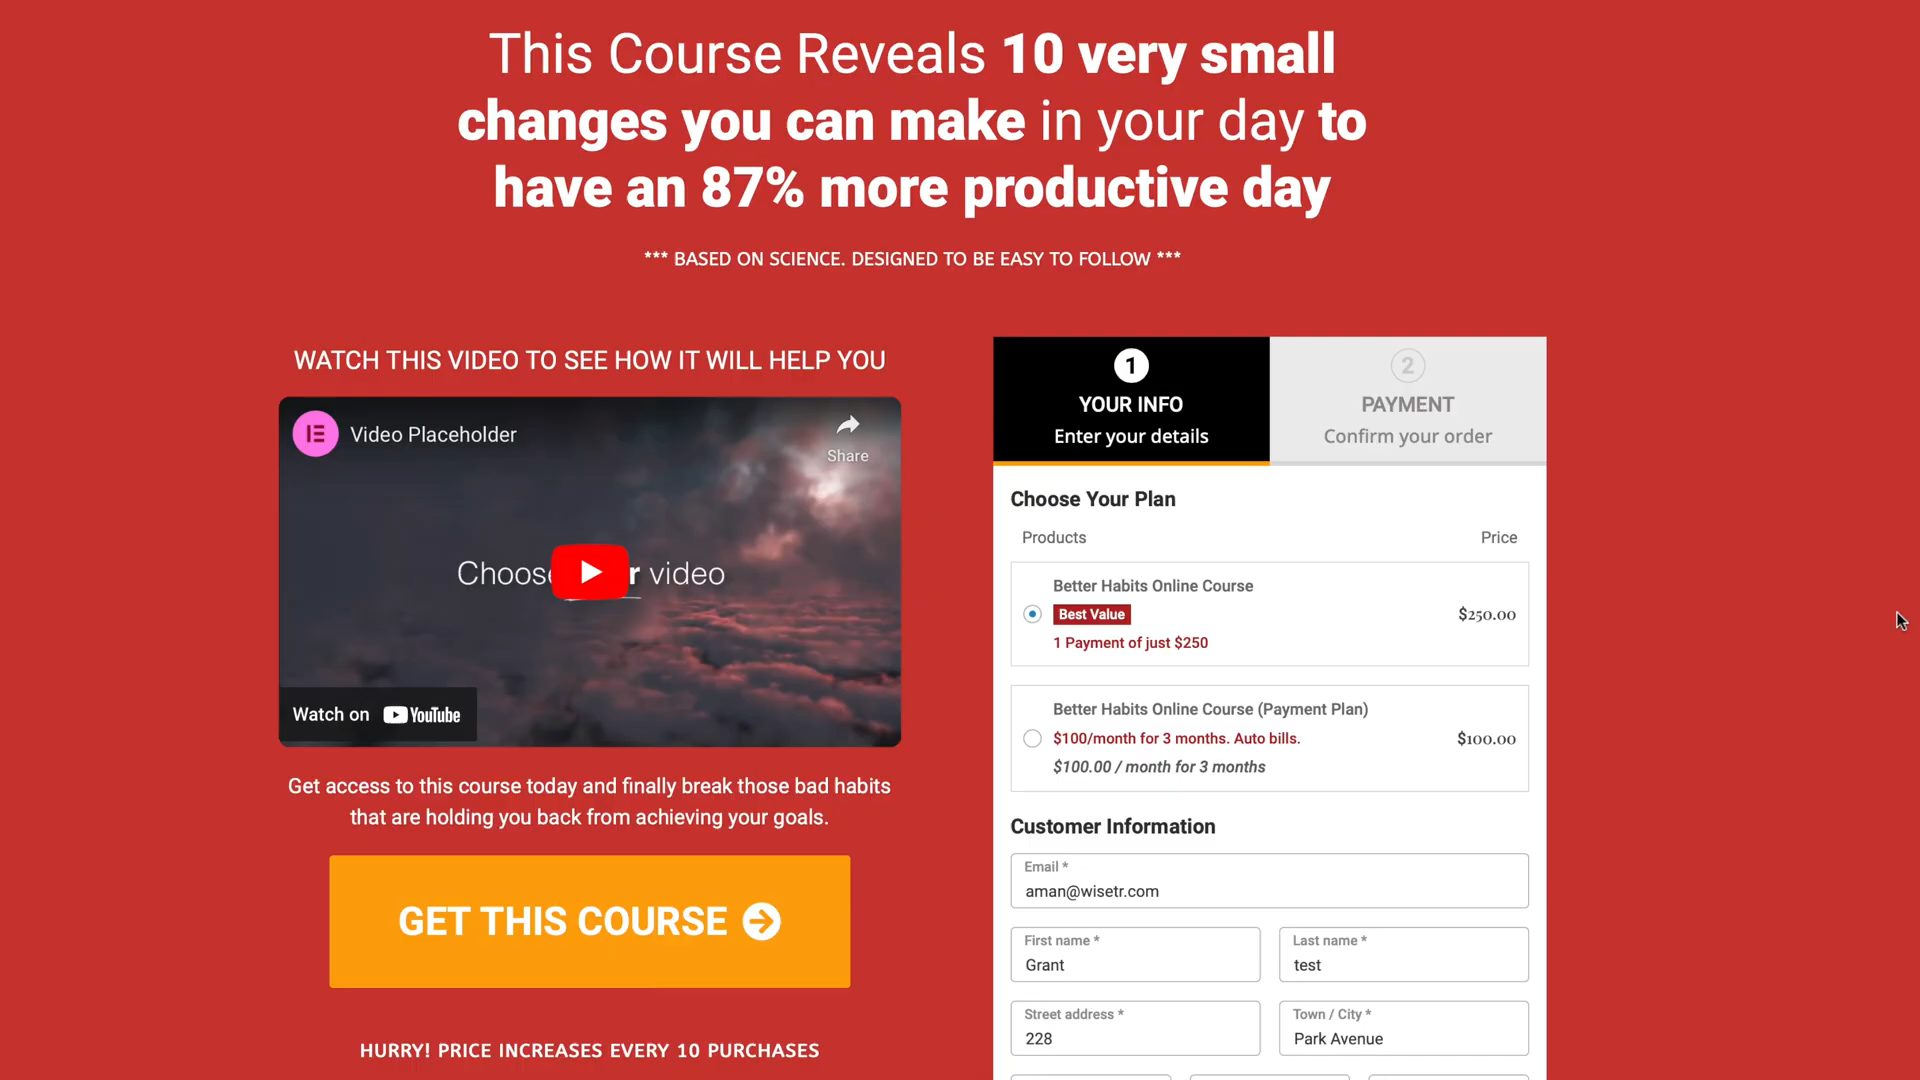 This Course Reveals 10 very small
changes you can make in your day to
have an 87% more productive day
*** BASED ON SCIENCE. DESIGNED TO BE EASY TO FOLLOW ***
WATCH THIS VIDEO TO SEE HOW IT WILL HELP YOU
Video Placeholder
Share
video
Watch on YouTube
Get access to this course today and finally break those bad habits
that are holding you back from achieving your goals.
GET THIS COURSE
HURRY! PRICE INCREASES EVERY 10 PURCHASES
1
YOUR INFO
Enter your details
2
PAYMENT
Confirm your order
Choose Your Plan
Products Price
Better Habits Online Course
Best Value
$250.00
1 Payment of just $250
Better Habits Online Course (Payment Plan)
$100/month for 3 months. Auto bills.
$100.00
$100.00 / month for 3 months
Customer Information
Email *
aman@wisetr.com
First name *
Grant
Last name *
test
Street address *
228
Town / City *
Park Avenue